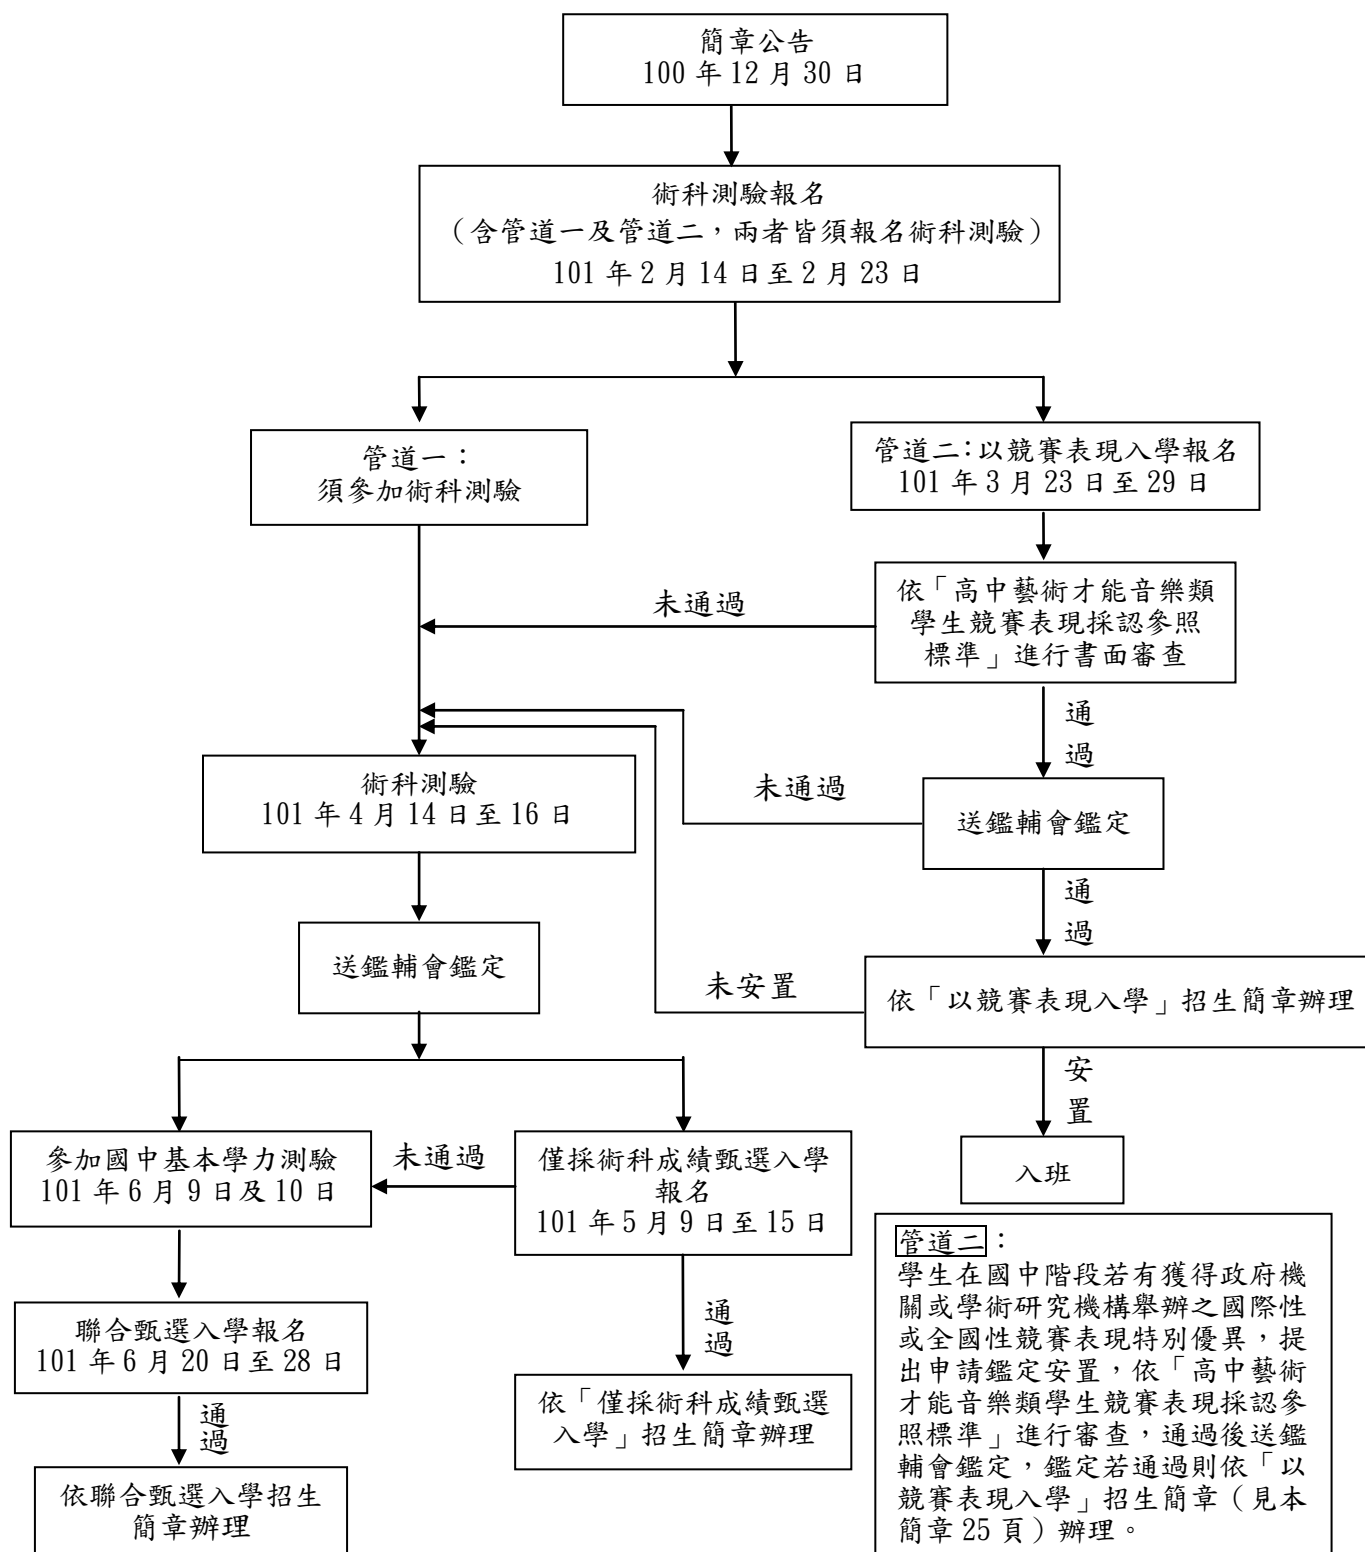 簡章公告
100 年 12 月 30 日
術科測驗報名
（含管道一及管道二，兩者皆須報名術科測驗）
101 年 2 月 14 日至 2 月 23 日
管道一：
須參加術科測驗
管道二：以競賽表現入學報名
101 年 3 月 23 日至 29 日
依「高中藝術才能音樂類
學生競賽表現採認參照
標準」進行書面審查
未通過
通
過
術科測驗
101 年 4 月 14 日至 16 日
未通過
送鑑輔會鑑定
通
過
送鑑輔會鑑定
未安置
依「以競賽表現入學」招生簡章辦理
安
置
入班
參加國中基本學力測驗
101 年 6 月 9 日及 10 日
未通過
僅採術科成績甄選入學
報名
101 年 5 月 9 日至 15 日
聯合甄選入學報名
101 年 6 月 20 日至 28 日
通
過
依「僅採術科成績甄選
入學」招生簡章辦理
通
過
依聯合甄選入學招生
簡章辦理
管道二：
學生在國中階段若有獲得政府機
關或學術研究機構舉辦之國際性
或全國性競賽表現特別優異，提
出申請鑑定安置，依「高中藝術
才能音樂類學生競賽表現採認參
照標準」進行審查，通過後送鑑
輔會鑑定，鑑定若通過則依「以
競賽表現入學」招生簡章（見本
簡章 25 頁）辦理。